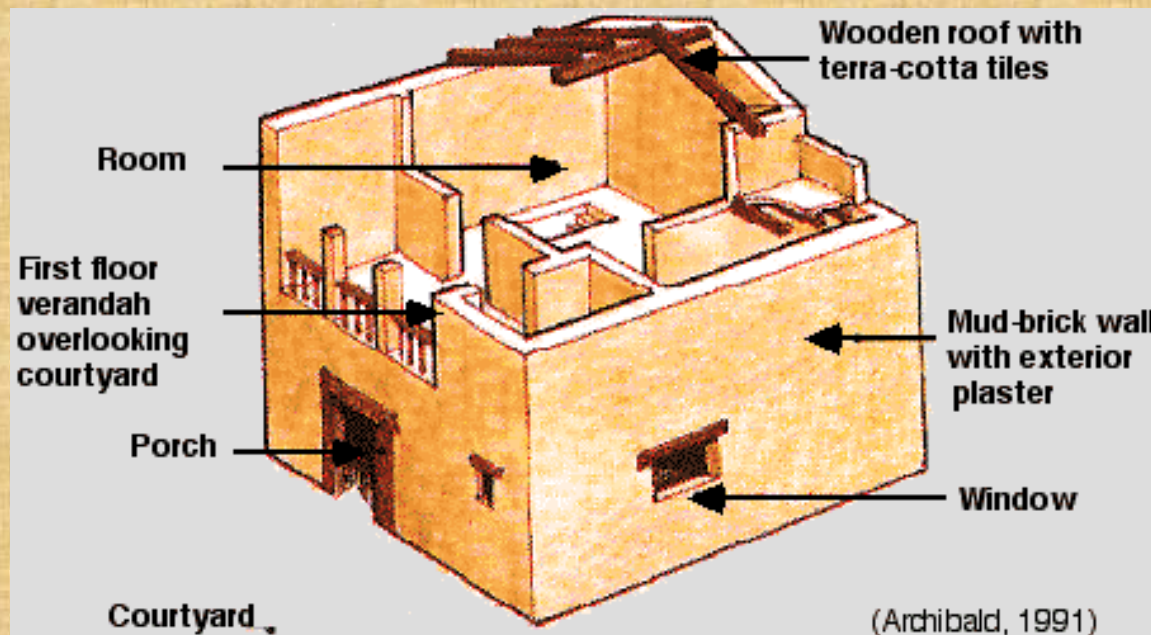 Wooden roof with
terra-cotta tiles
Room
First floor
verandah
overlooking
courtyard
Mud-brick wall
with exterior
plaster
Porch
Window
Courtyard
(Archibald, 1991)